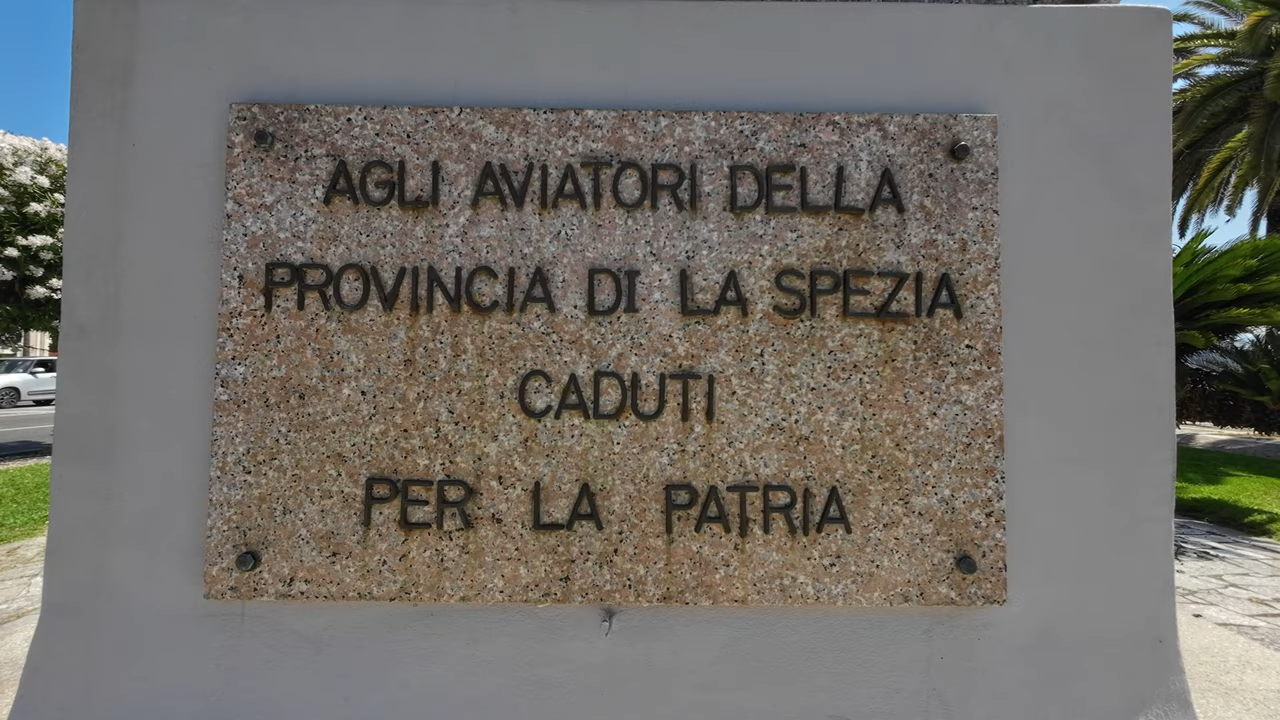 AGLI AVIATORI DELLA
PROVINCIA DI LA SPEZIA
CADUTI
PER LA PATRIA